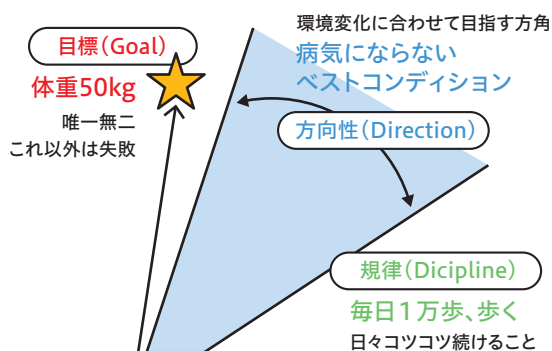 目標（Goal）
体重50kg
唯一無二
これ以外は失敗
環境変化に合わせて目指す方角
病気にならない
ベストコンディション
方向性（Direction）
規律（Dicipline）
毎日１万歩、歩く
日々コツコツ続けること